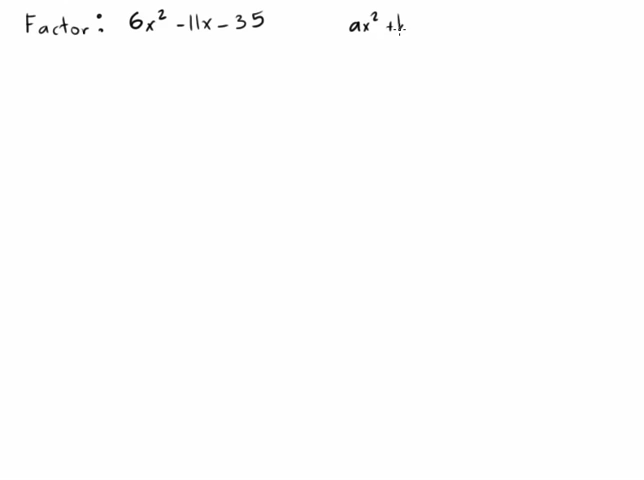 Factor: 6x² -11x - 35 ax² +